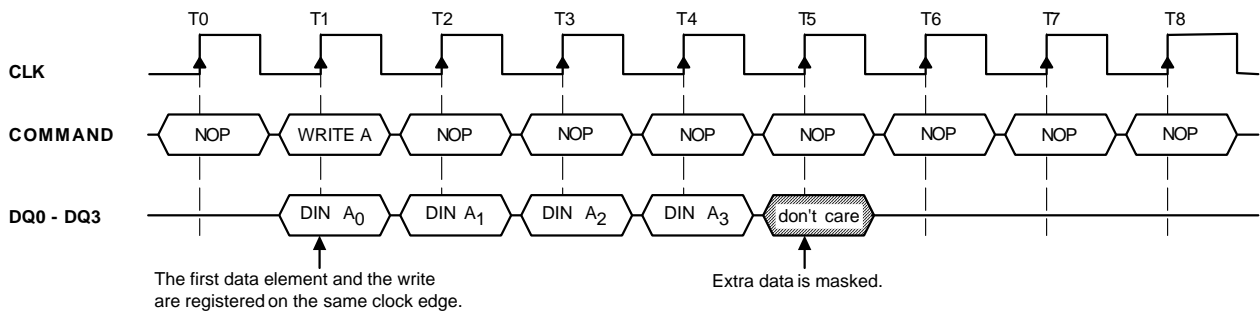 T0 T1 T2 T3 T4 T5 T6 T7 T8
CLK
COMMAND NOP WRITE A NOP NOP NOP NOP NOP NOP NOP
DQ0 - DQ3 DIN A0 DIN A1 DIN A2 DIN A3 don't care
The first data element and the write
are registered on the same clock edge.
Extra data is masked.